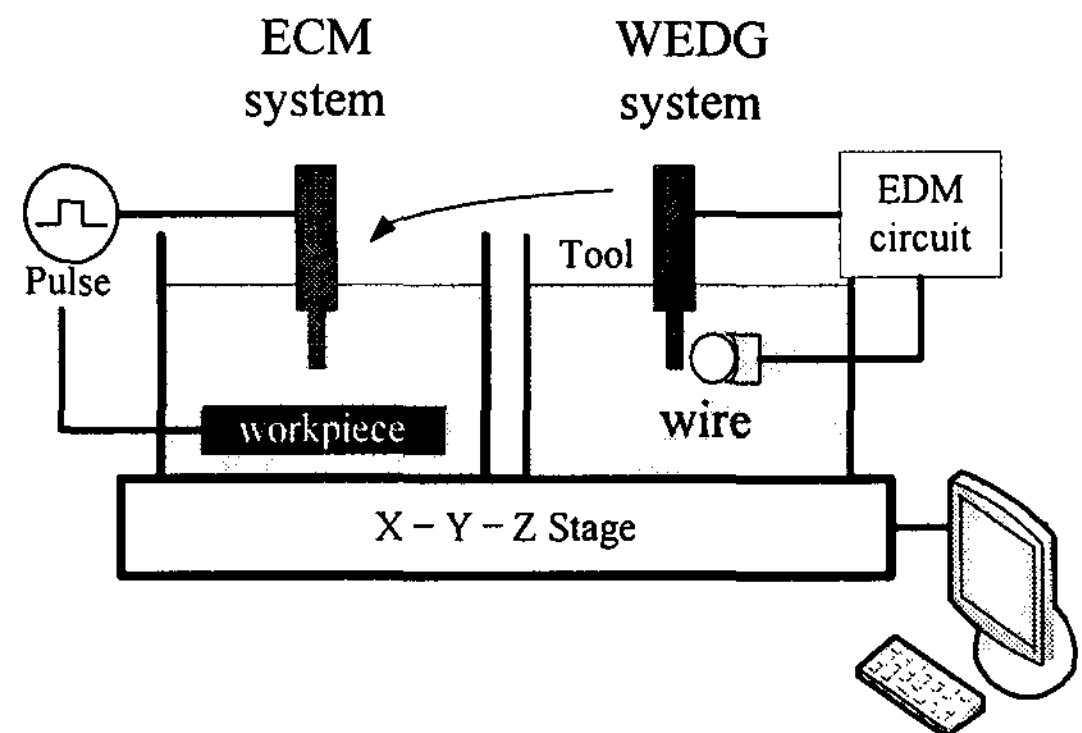 ECM
system
WEDG
system
Pulse
Tool
EDM
circuit
wire
workpiece
X – Y – Z Stage